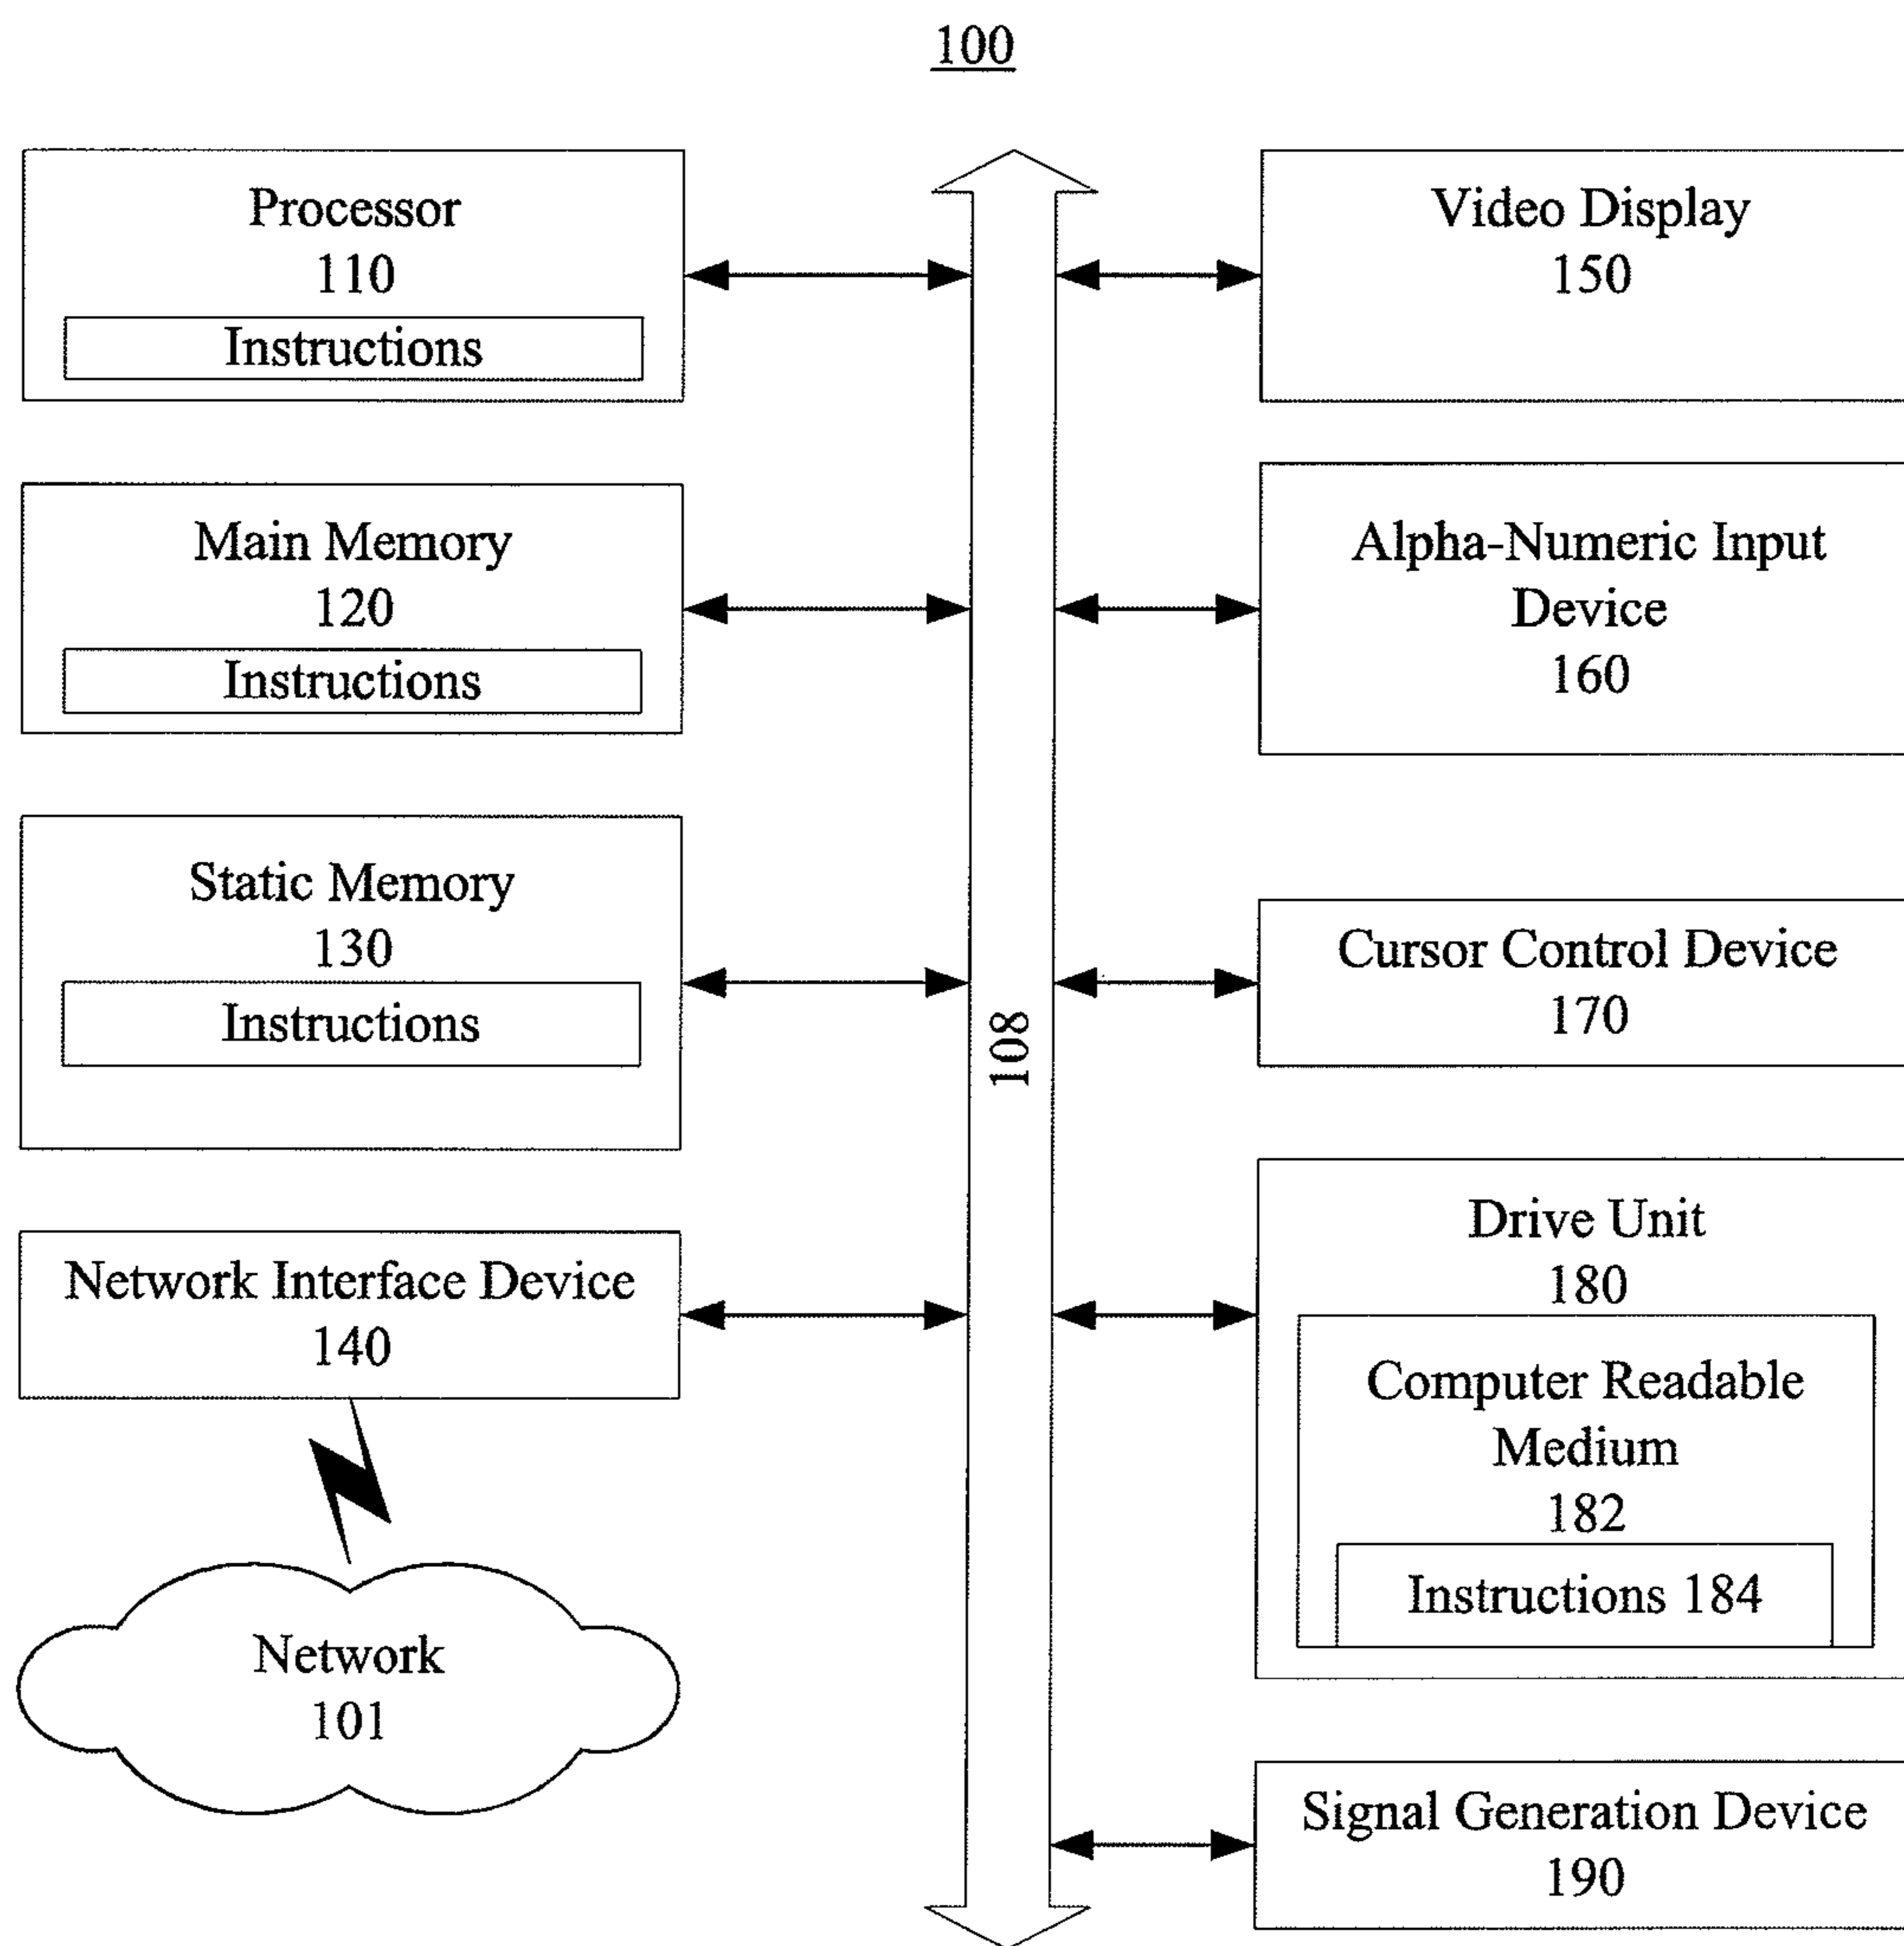 100
Processor
110
Instructions
Main Memory
120
Instructions
Static Memory
130
Instructions
Network Interface Device
140
Network
101
108
Video Display
150
Alpha-Numeric Input
Device
160
Cursor Control Device
170
Drive Unit
180
Computer Readable
Medium
182
Instructions 184
Signal Generation Device
190